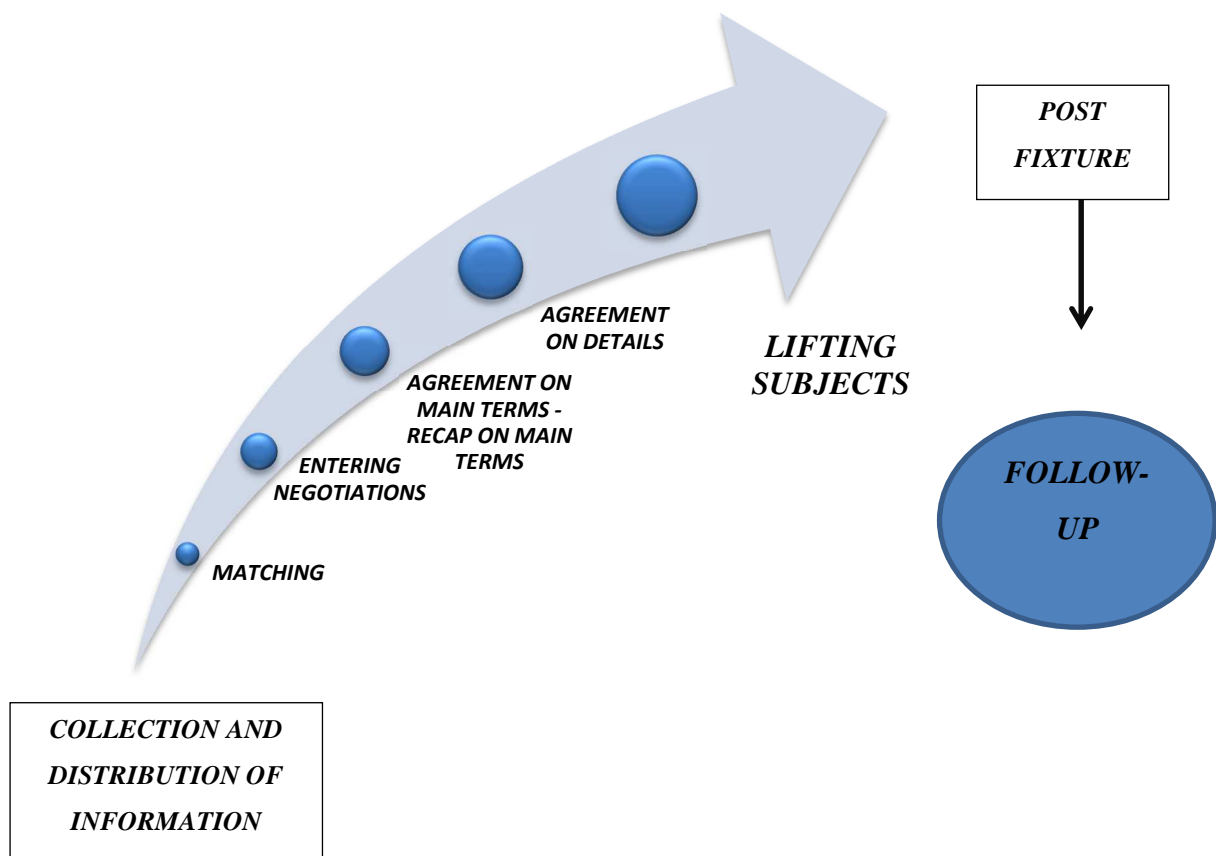 COLLECTION AND
DISTRIBUTION OF
INFORMATION
MATCHING
ENTERING
NEGOTIATIONS
AGREEMENT ON
MAIN TERMS -
RECAP ON MAIN
TERMS
AGREEMENT
ON DETAILS
LIFTING
SUBJECTS
POST
FIXTURE
FOLLOW-
UP